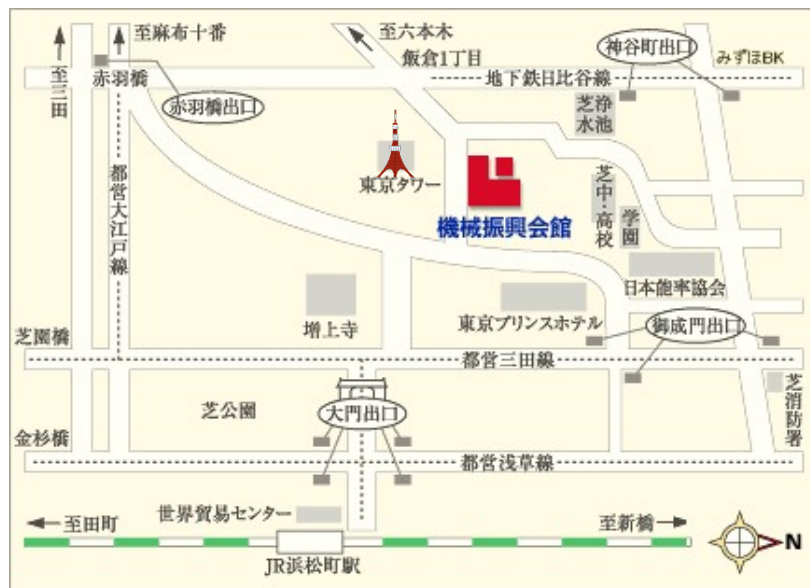 至麻布十番
至六本木
飯倉1丁目
神谷町出口
みずほBK
至三田
赤羽橋
地下鉄日比谷線
赤羽橋出口
芝浄水池
都営大江戸線
東京タワー
芝中・高校
学園
機械振興会館
日本能率協会
増上寺
東京プリンスホテル
御成門出口
芝園橋
都営三田線
芝公園
大門出口
芝消防署
金杉橋
都営浅草線
世界貿易センター
至田町
至新橋
N
JR浜松町駅